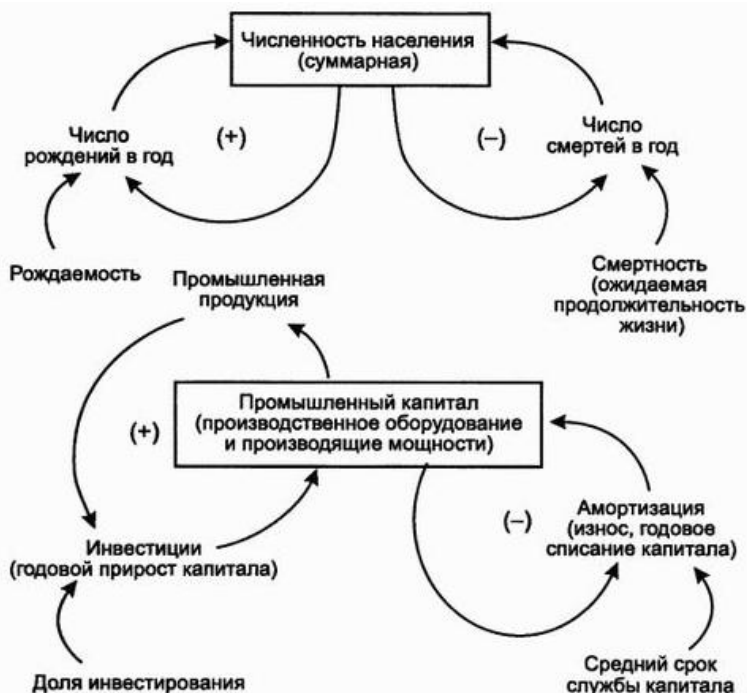 Численность населения
(суммарная)
Число
рождений в год
(+)
(–)
Число
смертей в год
Рождаемость
Смертность
(ожидаемая
продолжительность
жизни)
Промышленная
продукция
(+)
Промышленный капитал
(производственное оборудование
и производящие мощности)
Инвестиции
(годовой прирост капитала)
(–)
Амортизация
(износ, годовое
списание капитала)
Доля инвестирования
Средний срок
службы капитала